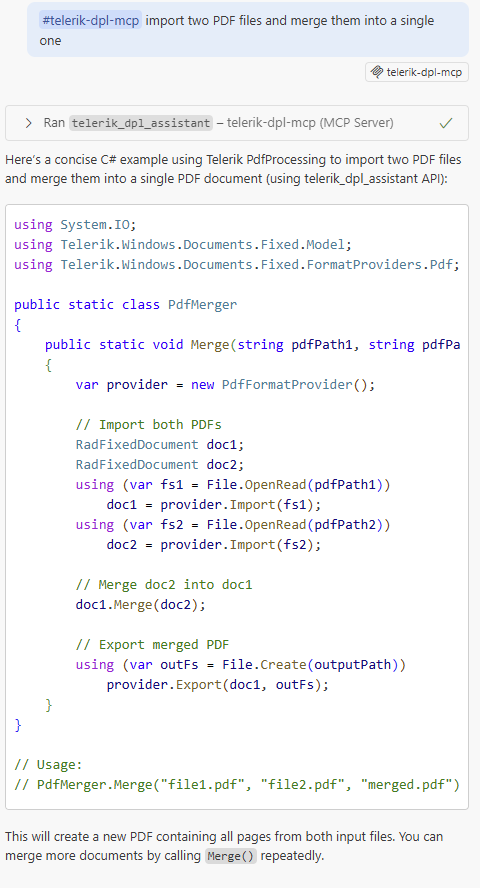 #telerik-dpl-mcp import two PDF files and merge them into a single
one
telerik-dpl-mcp
Ran telerik_dpl_assistant – telerik-dpl-mcp (MCP Server)
Here's a concise C# example using Telerik PdfProcessing to import two PDF files
and merge them into a single PDF document (using telerik_dpl_assistant API):
using System.IO;
using Telerik.Windows.Documents.Fixed.Model;
using Telerik.Windows.Documents.Fixed.FormatProviders.Pdf;
public static class PdfMerger
{
    public static void Merge(string pdfPath1, string pdfPa
    {
        var provider = new PdfFormatProvider();
        // Import both PDFs
        RadFixedDocument doc1;
        RadFixedDocument doc2;
        using (var fs1 = File.OpenRead(pdfPath1))
            doc1 = provider.Import(fs1);
        using (var fs2 = File.OpenRead(pdfPath2))
            doc2 = provider.Import(fs2);
        // Merge doc2 into doc1
        doc1.Merge(doc2);
        // Export merged PDF
        using (var outFs = File.Create(outputPath))
            provider.Export(doc1, outFs);
    }
}
// Usage:
// PdfMerger.Merge("file1.pdf", "file2.pdf", "merged.pdf")
This will create a new PDF containing all pages from both input files. You can
merge more documents by calling Merge() repeatedly.